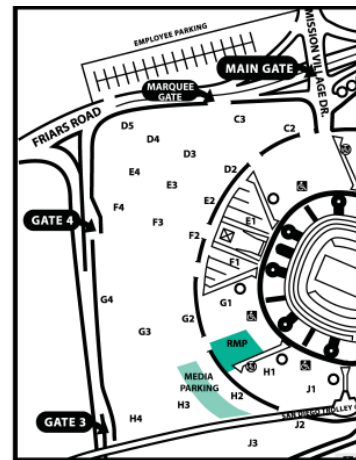 EMPLOYEE PARKING
MISSION VILLAGE DR.
MAIN GATE
MARQUEE
GATE
FRIARS ROAD
C3
D5
C2
D4
D3
D2
E4
E3
E2
F4
F3
E1
GATE 4
F2
F1
G4
G1
G2
G3
RMP
MEDIA
PARKING
H1
J1
H2
H3
H4
GATE 3
SAN DIEGO TROLLEY
J2
J3